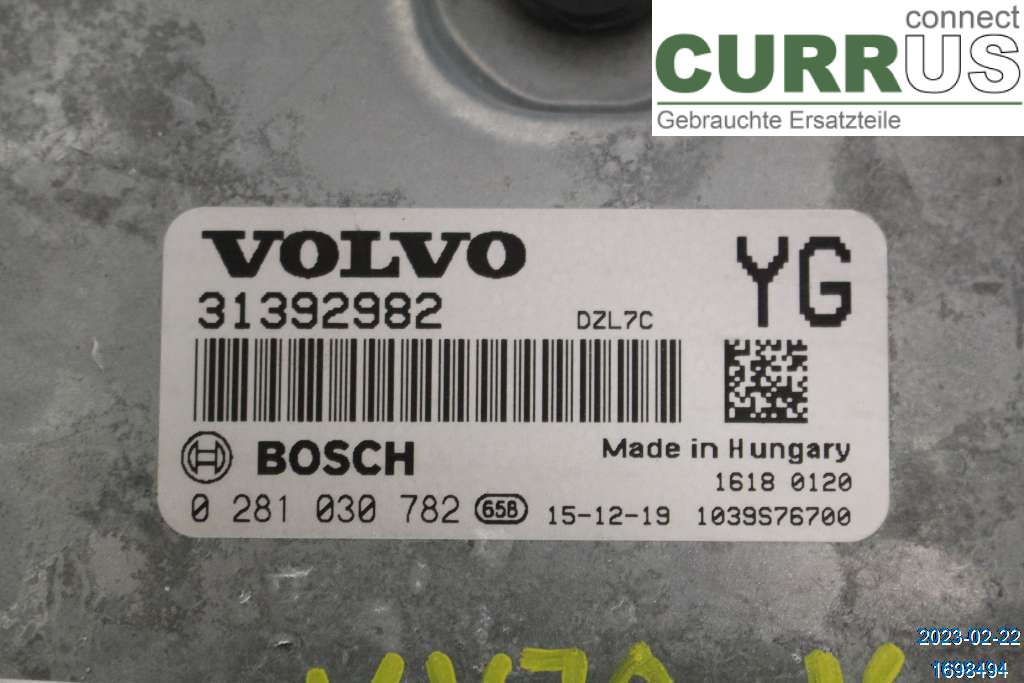 connect
CURRUS
Gebrauchte Ersatzteile
VOLVO
YG
31392982
DZL7C
BOSCH
Made in Hungary
1618 0120
0 281 030 782 65B 15-12-19 1039S76700
2023-02-22
1698494